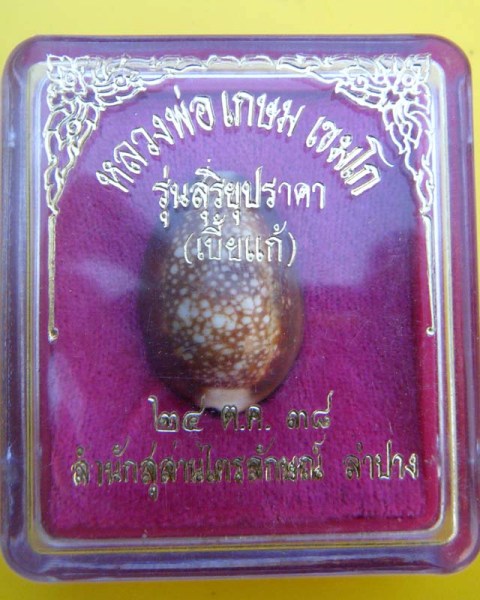 หลวงพ่อ เกษม เขมโก
รุ่นสุริยุปราคา
(เบี้ยแก้)
๒๔ ต.ค. ๓๘
สำนักสุสานไตรลักษณ์ ลำปาง